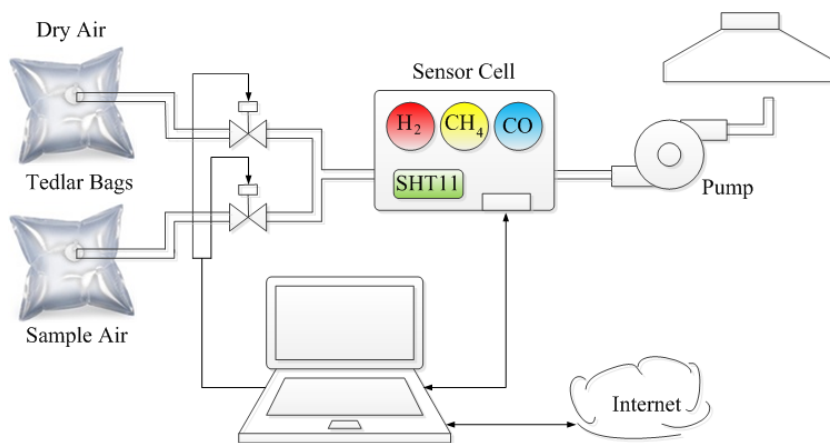 Dry Air
Sensor Cell
H2
CH4
CO
SHT11
Tedlar Bags
Pump
Sample Air
Internet